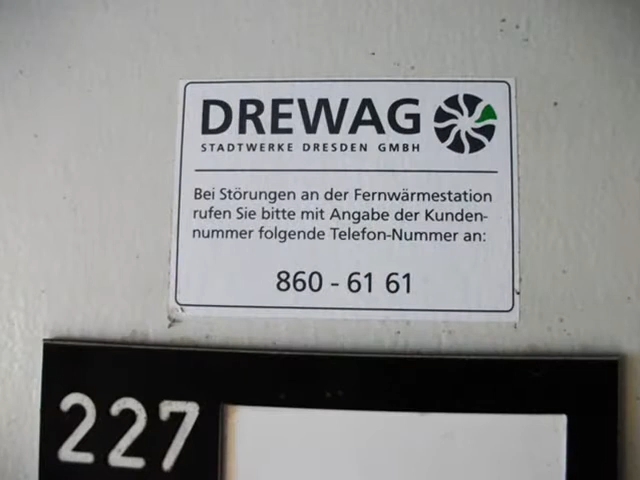 DREWAG
STADTWERKE DRESDEN GMBH
Bei Störungen an der Fernwärmestation
rufen Sie bitte mit Angabe der Kunden-
nummer folgende Telefon-Nummer an:
860 - 61 61
227